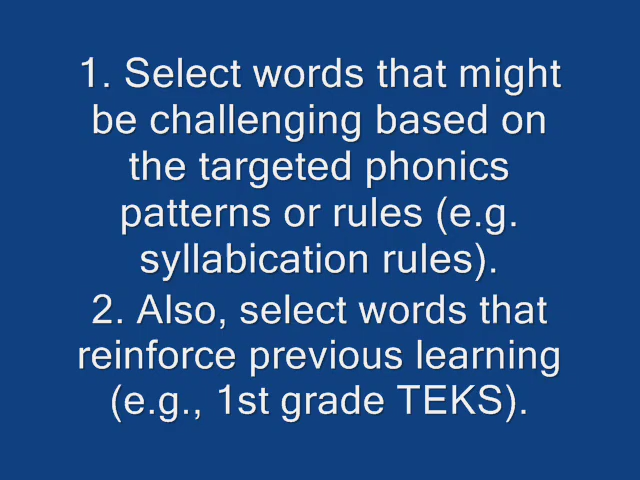 1. Select words that might
be challenging based on
the targeted phonics
patterns or rules (e.g.
syllabication rules).
2. Also, select words that
reinforce previous learning
(e.g., 1st grade TEKS).